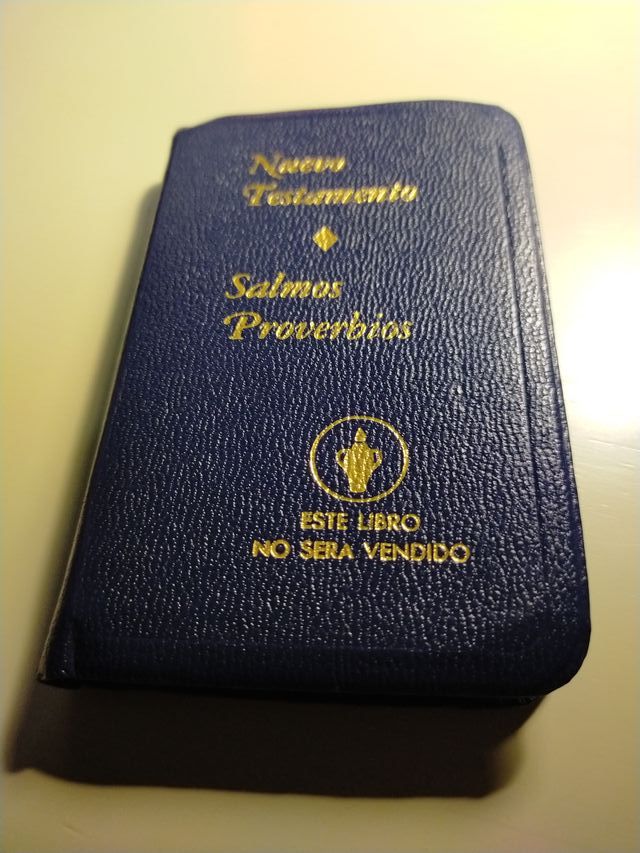 Nuevo
Testamento
Salmos
Proverbios
ESTE LIBRO
NO SERA VENDIDO